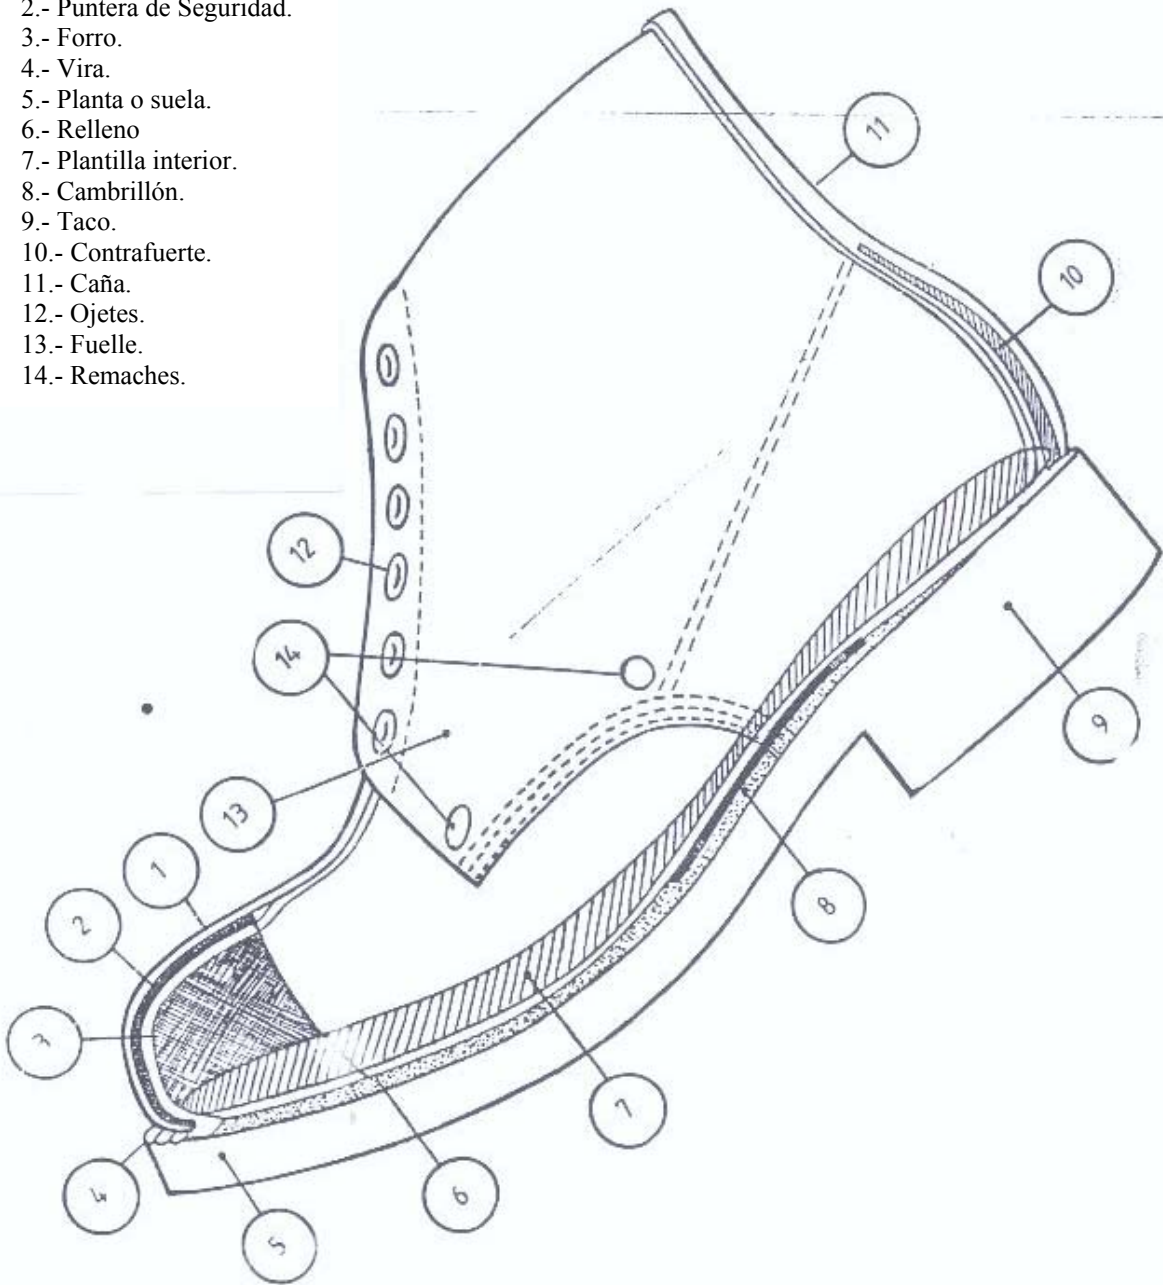 2.- Puntera de Seguridad.
3.- Forro.
4.- Vira.
5.- Planta o suela.
6.- Relleno
7.- Plantilla interior.
8.- Cambrillón.
9.- Taco.
10.- Contrafuerte.
11.- Caña.
12.- Ojetes.
13.- Fuelle.
14.- Remaches.
11
10
12
14
9
13
1
2
8
3
7
4
6
5